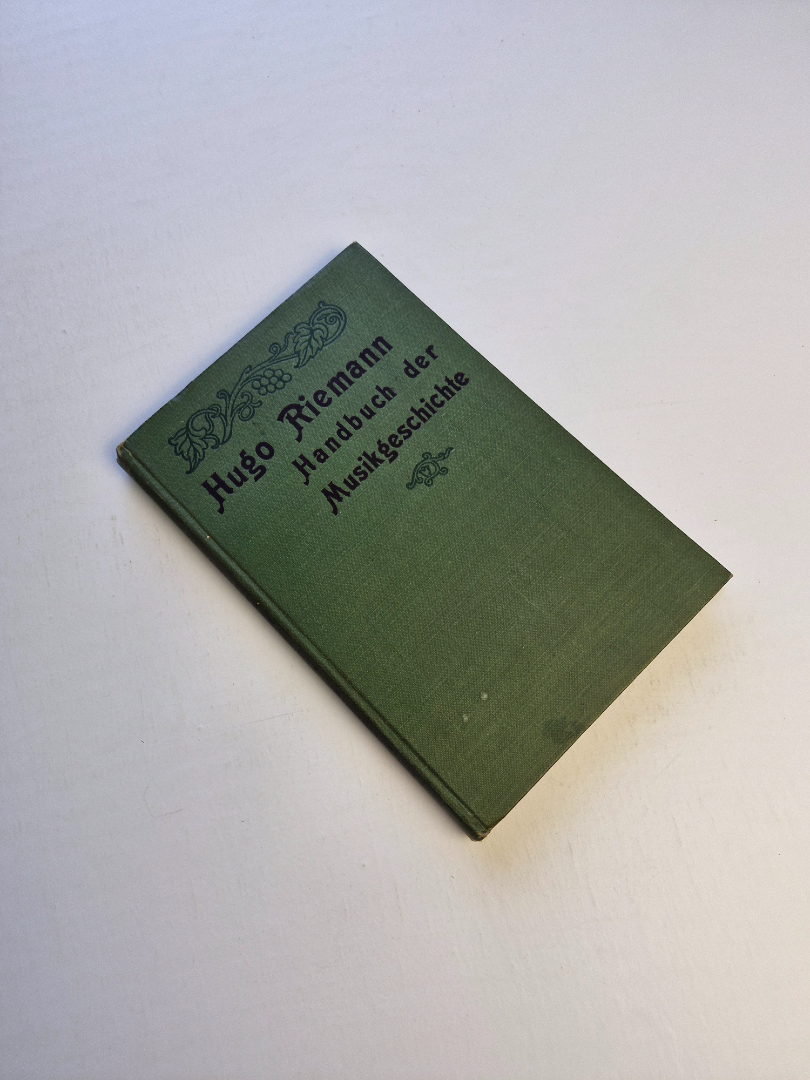 Hugo Riemann
Handbuch der
Musikgeschichte